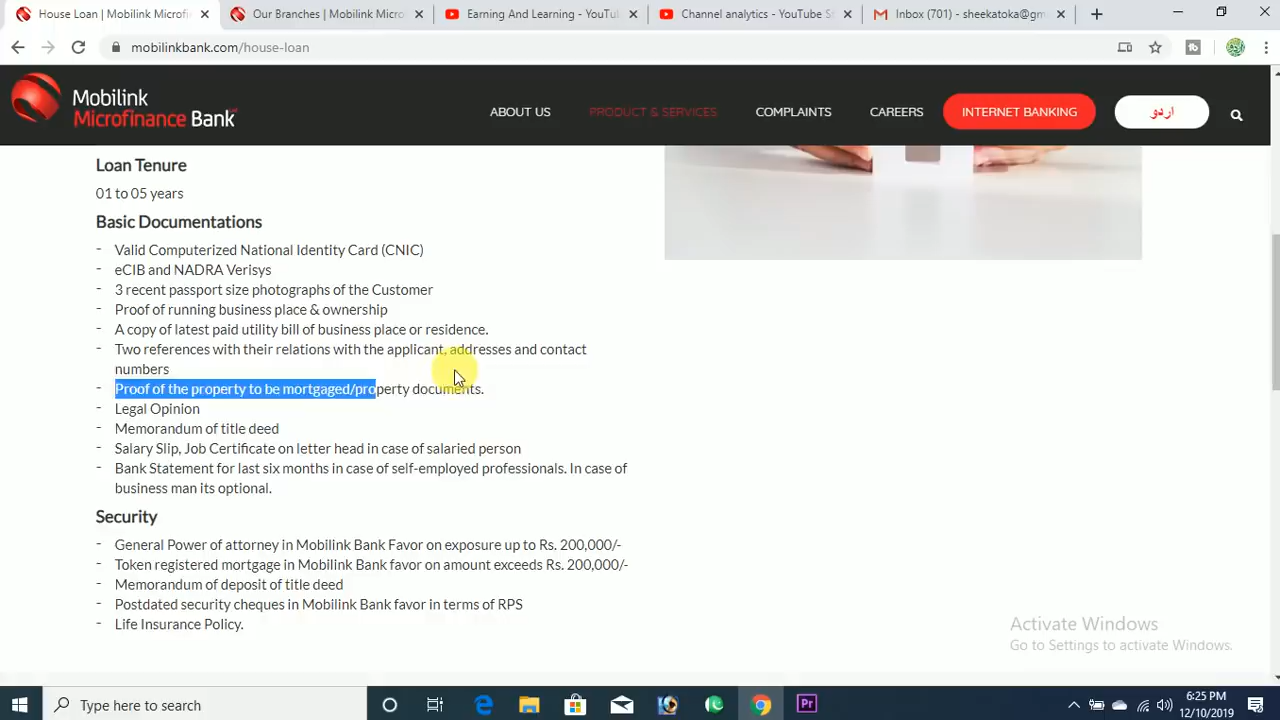 House Loan | Mobilink Microfin
Our Branches | Mobilink Micro
Earning And Learning - YouTu
Channel analytics - YouTube S
Inbox (701) - sheekatoka@gm
mobilinkbank.com/house-loan
Mobilink
Microfinance Bank
ABOUT US
PRODUCT & SERVICES
COMPLAINTS
CAREERS
INTERNET BANKING
اردو
Loan Tenure
01 to 05 years
Basic Documentations
- Valid Computerized National Identity Card (CNIC)
- eCIB and NADRA Verisys
- 3 recent passport size photographs of the Customer
- Proof of running business place & ownership
- A copy of latest paid utility bill of business place or residence.
- Two references with their relations with the applicant, addresses and contact
numbers
- Proof of the property to be mortgaged/property documents.
- Legal Opinion
- Memorandum of title deed
- Salary Slip, Job Certificate on letter head in case of salaried person
- Bank Statement for last six months in case of self-employed professionals. In case of
business man its optional.
Security
- General Power of attorney in Mobilink Bank Favor on exposure up to Rs. 200,000/-
- Token registered mortgage in Mobilink Bank favor on amount exceeds Rs. 200,000/-
- Memorandum of deposit of title deed
- Postdated security cheques in Mobilink Bank favor in terms of RPS
- Life Insurance Policy.
Activate Windows
Go to Settings to activate Windows.
Type here to search
Pr
6:25 PM
12/10/2019